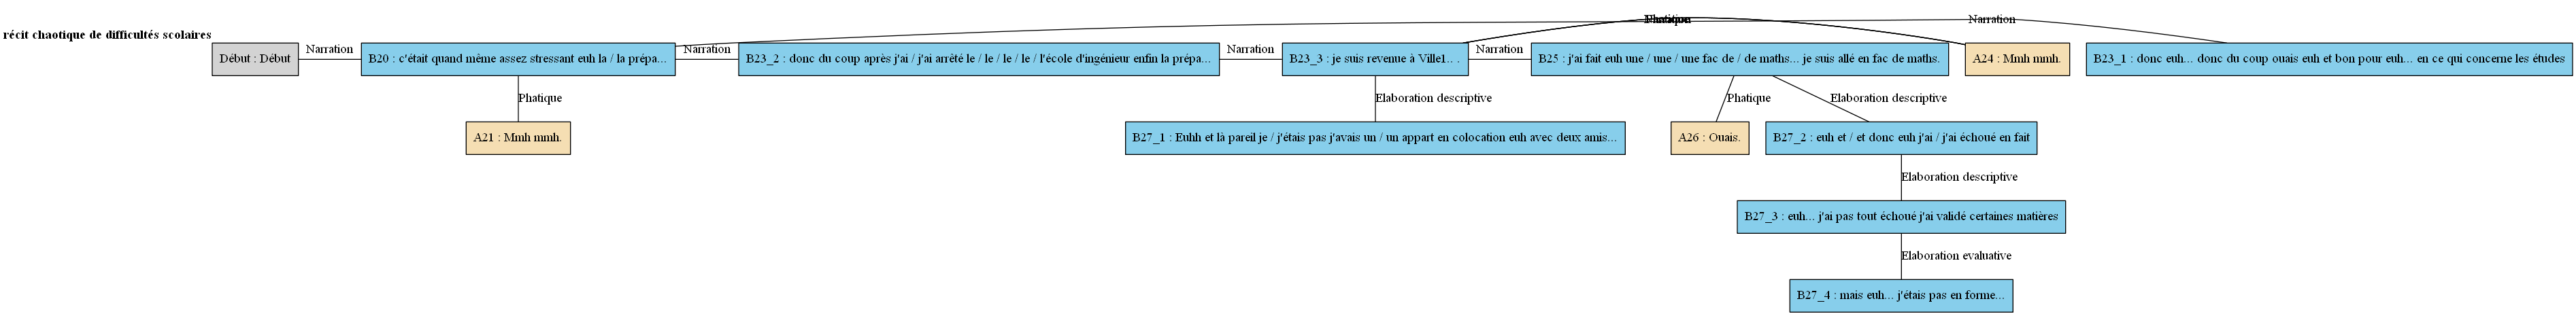 Phatique
Narration
récit chaotique de difficultés scolaires
Début : Début
Narration
B20 : c'était quand même assez stressant euh la / la prépa...
Narration
B23_2 : donc du coup après j'ai / j'ai arrêté le / le / le / le / l'école d'ingénieur enfin la prépa...
Narration
B23_3 : je suis revenue à Ville1.. .
Narration
B25 : j'ai fait euh une / une / une fac de / de maths... je suis allé en fac de maths.
A24 : Mmh mmh.
B23_1 : donc euh... donc du coup ouais euh et bon pour euh... en ce qui concerne les études
Phatique
Elaboration descriptive
Phatique
Elaboration descriptive
A21 : Mmh mmh.
B27_1 : Euhh et là pareil je / j'étais pas j'avais un / un appart en colocation euh avec deux amis...
A26 : Ouais.
B27_2 : euh et / et donc euh j'ai / j'ai échoué en fait
Elaboration descriptive
B27_3 : euh... j'ai pas tout échoué j'ai validé certaines matières
Elaboration evaluative
B27_4 : mais euh... j'étais pas en forme...